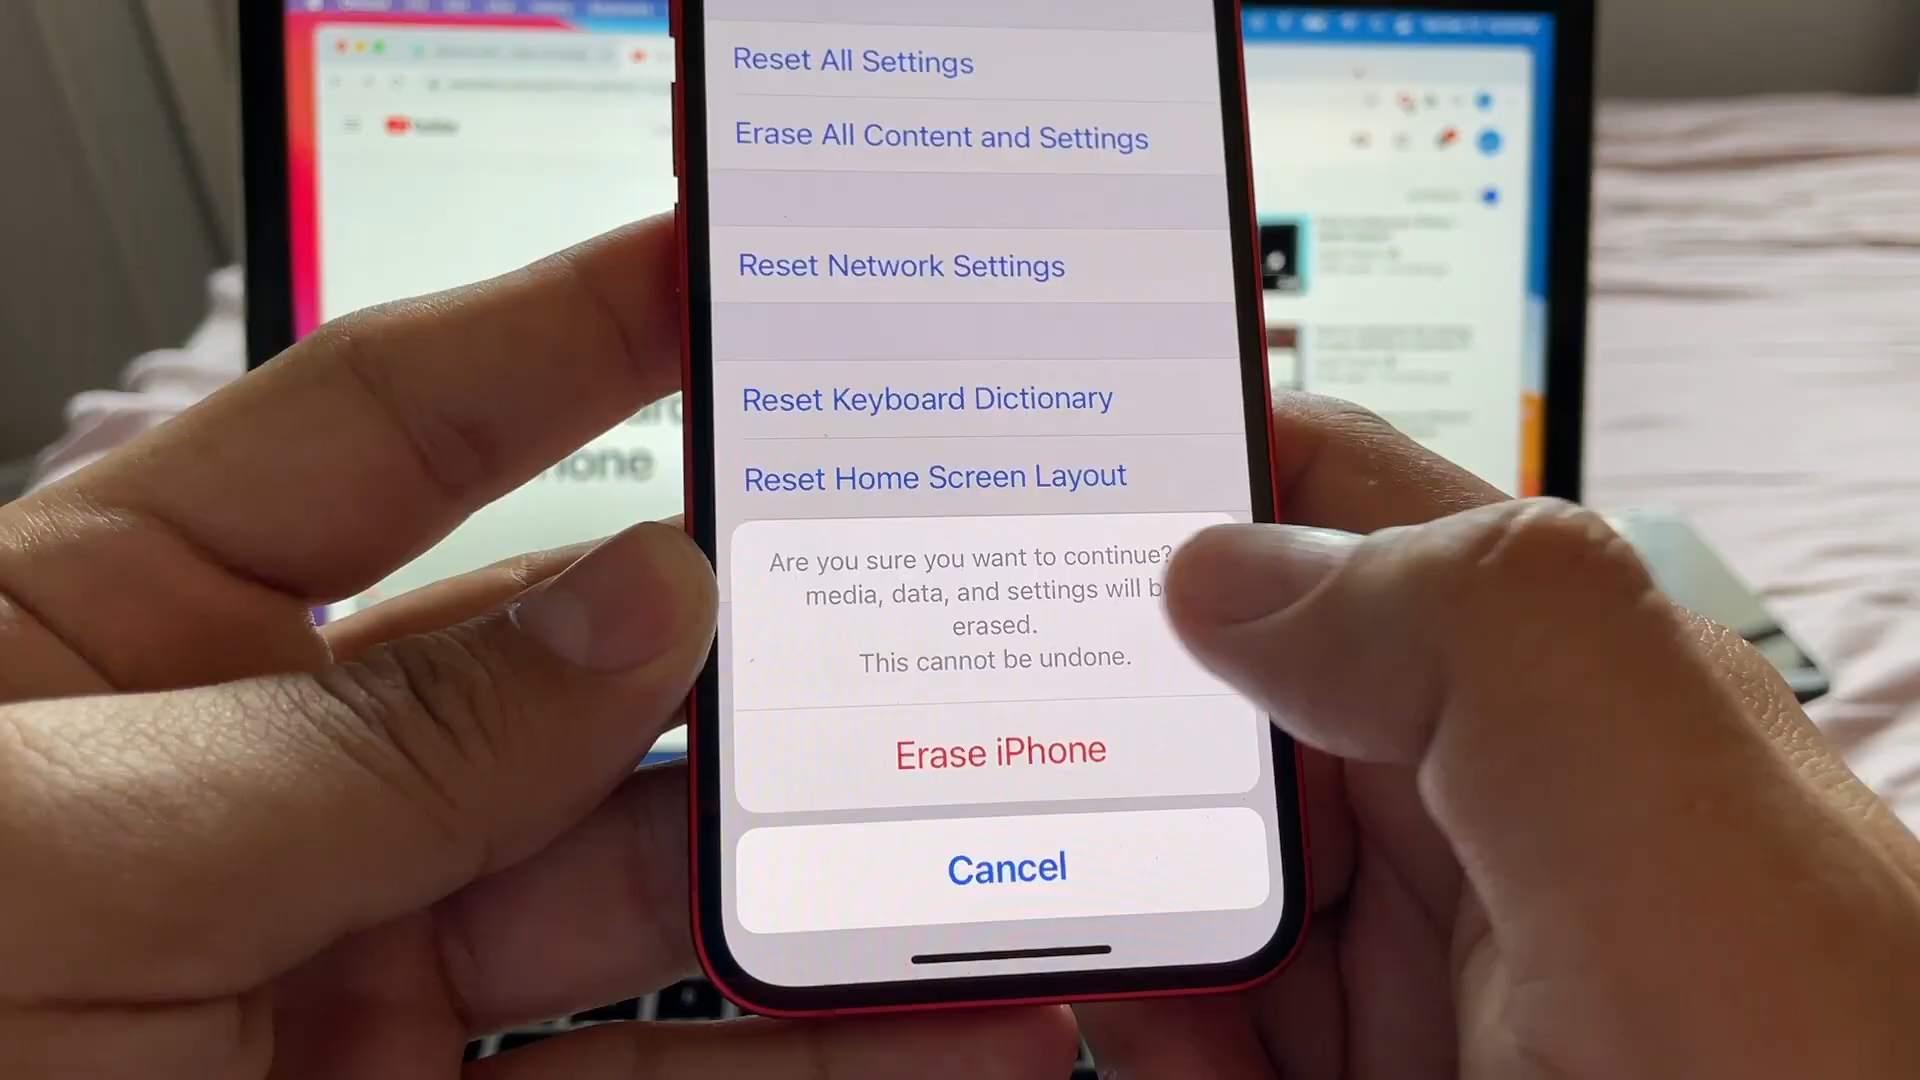 Reset All Settings
Erase All Content and Settings
Reset Network Settings
Reset Keyboard Dictionary
Reset Home Screen Layout
Are you sure you want to continue?
media, data, and settings will b
erased.
This cannot be undone.
Erase iPhone
Cancel